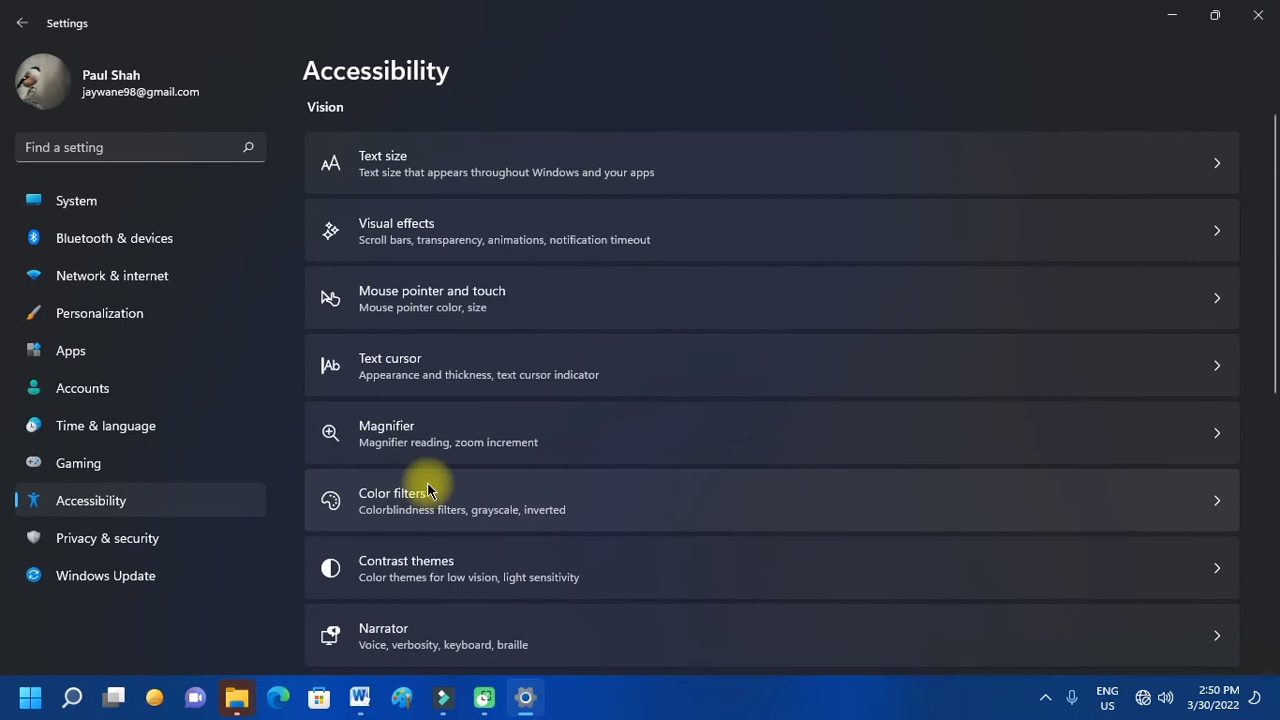 Settings
Paul Shah
jaywane98@gmail.com
Find a setting
System
Bluetooth & devices
Network & internet
Personalization
Apps
Accounts
Time & language
Gaming
Accessibility
Privacy & security
Windows Update
Accessibility
Vision
Text size
Text size that appears throughout Windows and your apps
Visual effects
Scroll bars, transparency, animations, notification timeout
Mouse pointer and touch
Mouse pointer color, size
Text cursor
Appearance and thickness, text cursor indicator
Magnifier
Magnifier reading, zoom increment
Color filters
Colorblindness filters, grayscale, inverted
Contrast themes
Color themes for low vision, light sensitivity
Narrator
Voice, verbosity, keyboard, braille
ENG
US
2:50 PM
3/30/2022